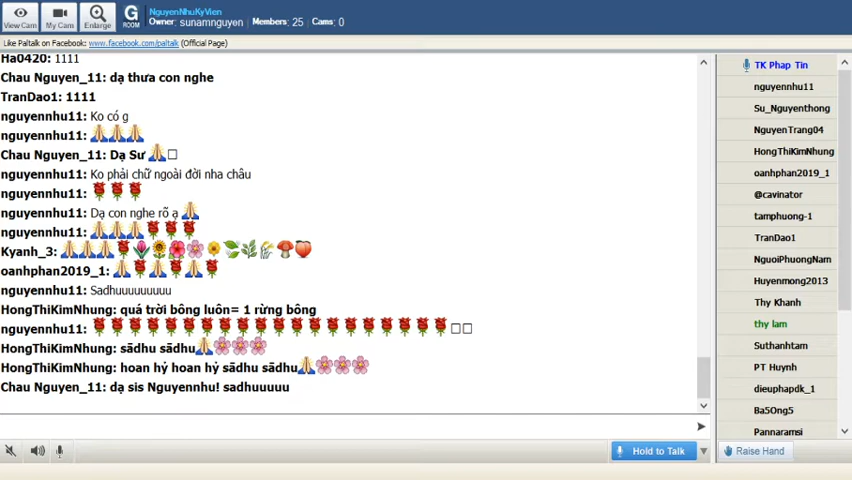 NguyenNhuKyVien
Owner: sunamnguyen Members: 25 Cams: 0
View Cam My Cam Enlarge G ROOM
Like Paltalk on Facebook: www.facebook.com/paltalk (Official Page)
Ha0420: 1111
Chau Nguyen_11: dạ thưa con nghe
TranDao1: 1111
nguyennhu11: Ko có g
nguyennhu11: 🙏🙏🙏
Chau Nguyen_11: Dạ Sư 🙏□
nguyennhu11: Ko phải chữ ngoài đời nha châu
nguyennhu11: 🌹🌹🌹
nguyennhu11: Dạ con nghe rõ ạ 🙏
nguyennhu11: 🙏🙏🙏🌹🌹🌹
Kyanh_3: 🙏🙏🙏🌹🌷🌻🌺🌸🌼🍃🌿🌾🍄🍑
oanhphan2019_1: 🙏🌹🙏🌹🙏🌹
nguyennhu11: Sadhuuuuuuuuu
HongThiKimNhung: quá trời bông luôn= 1 rừng bông
nguyennhu11: 🌹🌹🌹🌹🌹🌹🌹🌹🌹🌹🌹🌹🌹🌹🌹🌹🌹🌹🌹🌹□□
HongThiKimNhung: sādhu sādhu🙏🌸🌸🌸
HongThiKimNhung: hoan hỷ hoan hỷ sādhu sādhu🙏🌸🌸🌸
Chau Nguyen_11: dạ sis Nguyennhu! sadhuuuuu
TK Phap Tin
nguyennhu11
Su_Nguyenthong
NguyenTrang04
HongThiKimNhung
oanhphan2019_1
@cavinator
tamphuong-1
TranDao1
NguoiPhuongNam
Huyenmong2013
Thy Khanh
thy lam
Suthanhtam
PT Huynh
dieuphapdk_1
Ba5Ong5
Pannaramsi
Hold to Talk
Raise Hand